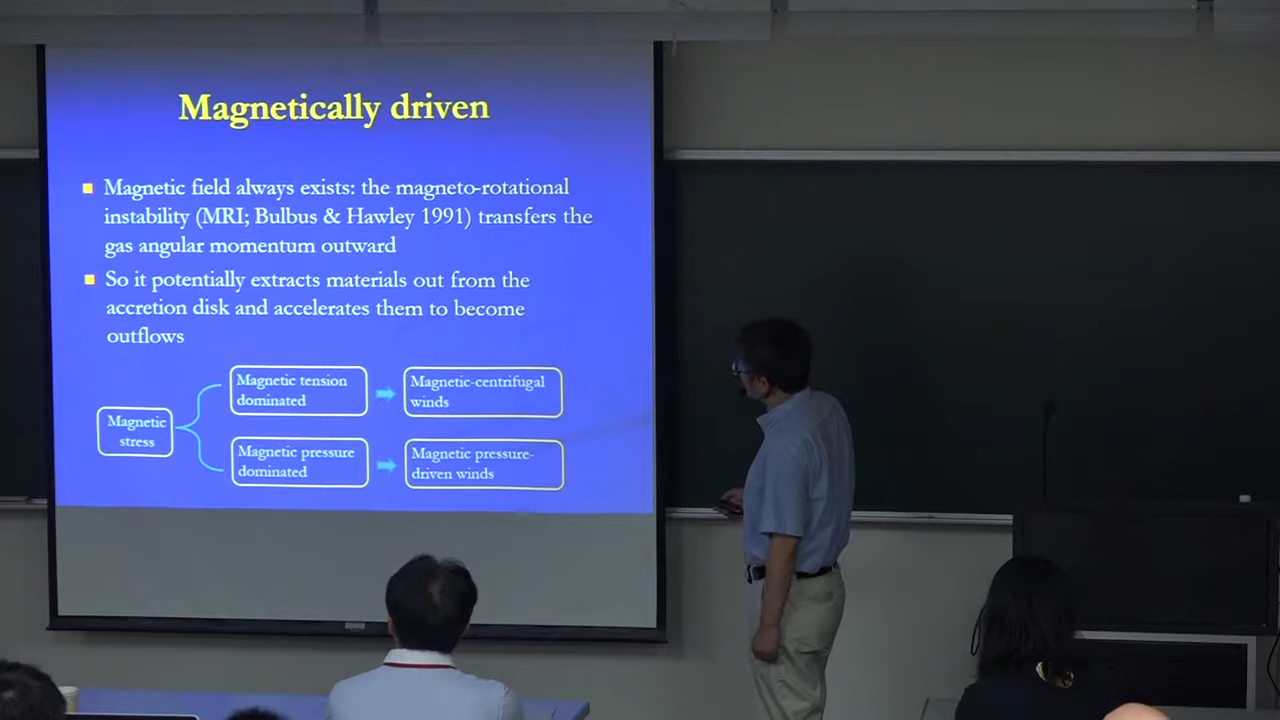 Magnetically driven
Magnetic field always exists: the magneto-rotational
instability (MRI; Bulbus & Hawley 1991) transfers the
gas angular momentum outward
So it potentially extracts materials out from the
accretion disk and accelerates them to become
outflows
Magnetic
stress
Magnetic tension
dominated
Magnetic-centrifugal
winds
Magnetic pressure
dominated
Magnetic pressure-
driven winds